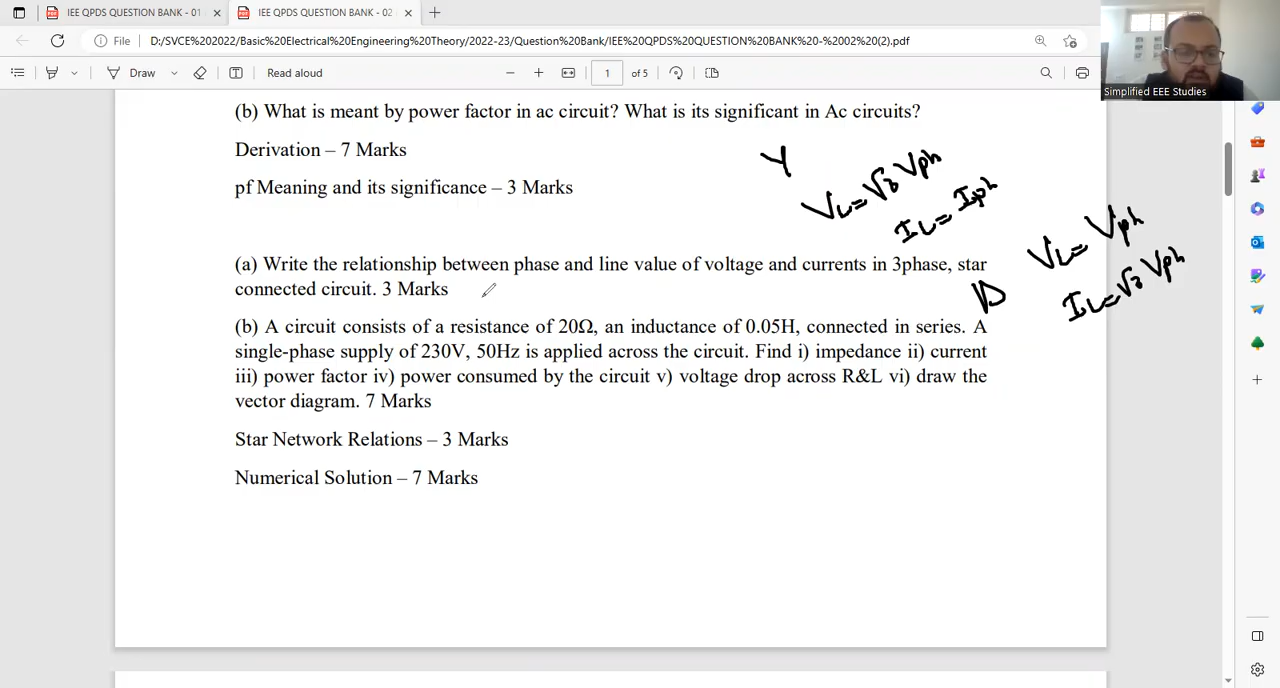 IEE QPDS QUESTION BANK - 01
IEE QPDS QUESTION BANK - 02
File
D:/SVCE%202022/Basic%20Electrical%20Engineering%20Theory/2022-23/Question%20Bank/IEE%20QPDS%20QUESTION%20BANK%20-%2002%20(2).pdf
Draw
Read aloud
1 of 5
Simplified EEE Studies
(b) What is meant by power factor in ac circuit? What is its significant in Ac circuits?
Derivation – 7 Marks
pf Meaning and its significance – 3 Marks
Y
VL = √3 Vph
IL = Iph
(a) Write the relationship between phase and line value of voltage and currents in 3phase, star
connected circuit. 3 Marks
VL = Vph
IL = √3 Vph
(b) A circuit consists of a resistance of 20Ω, an inductance of 0.05H, connected in series. A
single-phase supply of 230V, 50Hz is applied across the circuit. Find i) impedance ii) current
iii) power factor iv) power consumed by the circuit v) voltage drop across R&L vi) draw the
vector diagram. 7 Marks
Star Network Relations – 3 Marks
Numerical Solution – 7 Marks